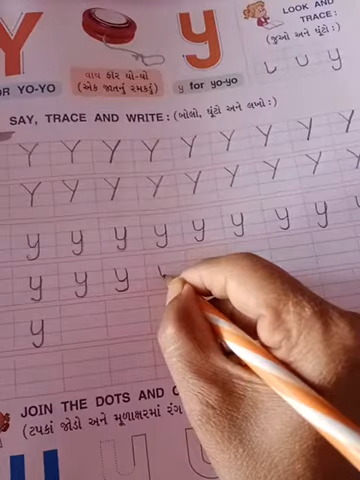 Y y
LOOK AND
TRACE:
(જુઓ અને ઘૂંટો:)
FOR YO-YO
વાય ફૉર યો-યો
(એક જાતનું રમકડું)
y for yo-yo
SAY, TRACE AND WRITE: (બોલો, ઘૂંટો અને લખો:)
Y Y Y Y Y Y Y Y Y
Y Y Y Y Y Y Y Y Y
y y y y y y y y
y y y
y
JOIN THE DOTS AND
(ટપકાં જોડો અને મૂળાક્ષરમાં